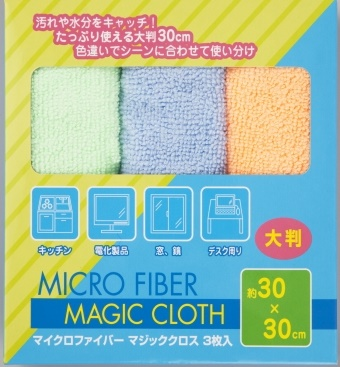 汚れや水分をキャッチ！
たっぷり使える大判30cm
色違いでシーンに合わせて使い分け
キッチン
電化製品
窓、鏡
デスク周り
大判
MICRO FIBER
MAGIC CLOTH
約30
×
30cm
マイクロファイバー マジッククロス 3枚入